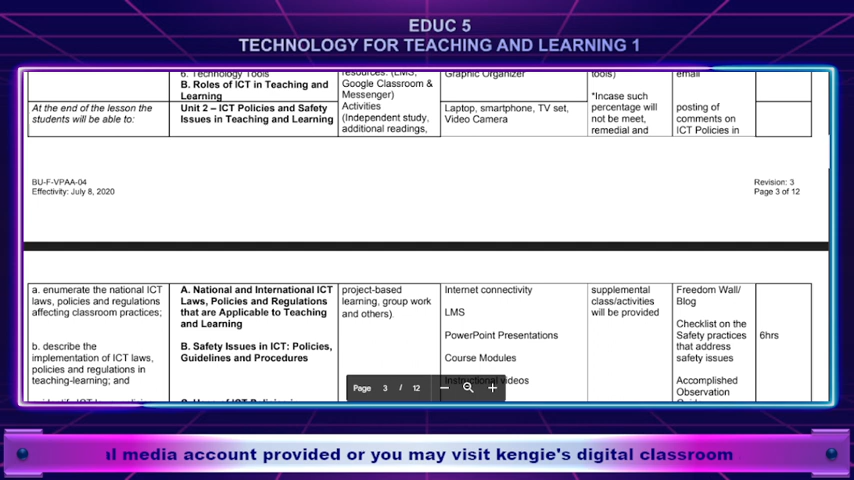 EDUC 5
TECHNOLOGY FOR TEACHING AND LEARNING 1
6. Technology Tools
B. Roles of ICT in Teaching and
Learning
resources: (LMS,
Google Classroom &
Messenger)
Graphic Organizer
tools)
*Incase such
email
At the end of the lesson the
students will be able to:
Unit 2 – ICT Policies and Safety
Issues in Teaching and Learning
Activities
(Independent study,
additional readings,
Laptop, smartphone, TV set,
Video Camera
percentage will
not be meet,
remedial and
posting of
comments on
ICT Policies in
BU-F-VPAA-04
Effectivity: July 8, 2020
Revision: 3
Page 3 of 12
a. enumerate the national ICT
laws, policies and regulations
affecting classroom practices;
b. describe the
implementation of ICT laws,
policies and regulations in
teaching-learning; and
A. National and International ICT
Laws, Policies and Regulations
that are Applicable to Teaching
and Learning
B. Safety Issues in ICT: Policies,
Guidelines and Procedures
project-based
learning, group work
and others).
Internet connectivity
LMS
PowerPoint Presentations
Course Modules
Instructional videos
supplemental
class/activities
will be provided
Freedom Wall/
Blog
Checklist on the
Safety practices
that address
safety issues
Accomplished
Observation
6hrs
Page 3 / 12
media account provided or you may visit kengie's digital classroom